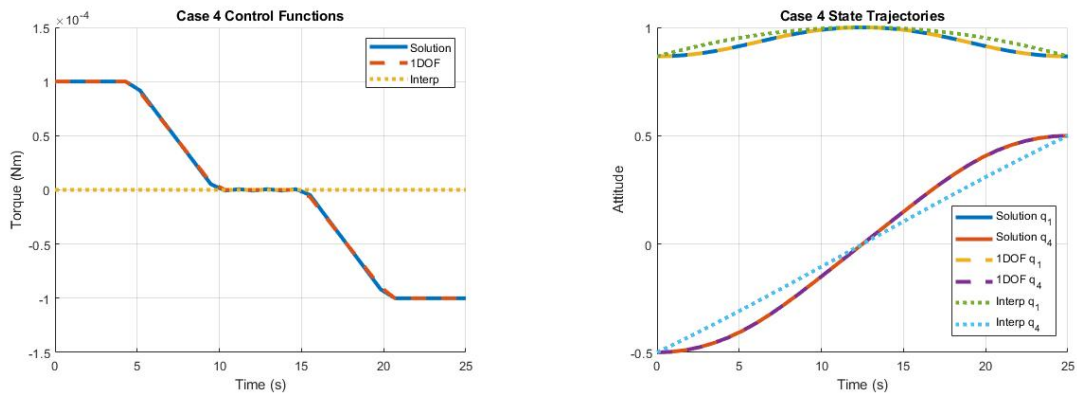 Case 4 Control Functions
×10⁻⁴
1.5
1
0.5
0
-0.5
-1
-1.5
Torque (Nm)
0 5 10 15 20 25
Time (s)
Solution
1DOF
Interp
Case 4 State Trajectories
1
0.5
0
-0.5
Attitude
0 5 10 15 20 25
Time (s)
Solution q₁
Solution q₄
1DOF q₁
1DOF q₄
Interp q₁
Interp q₄